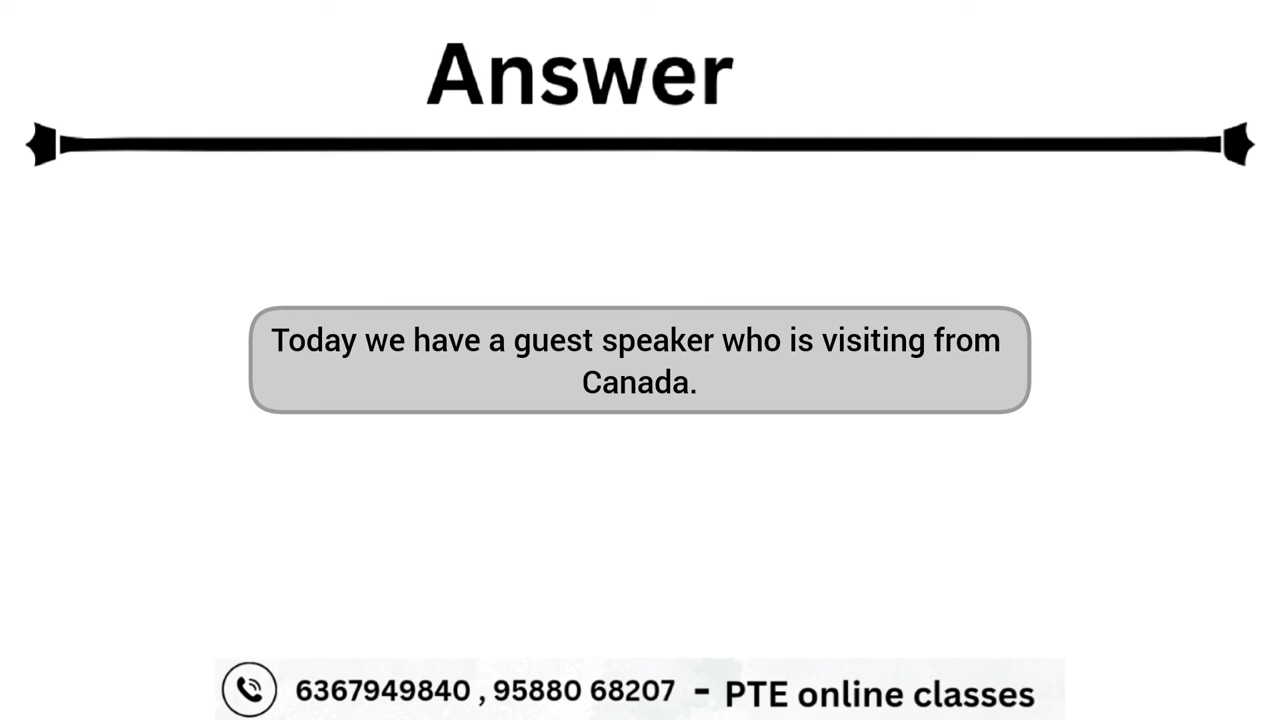 Answer
Today we have a guest speaker who is visiting from
Canada.
6367949840 , 95880 68207 - PTE online classes